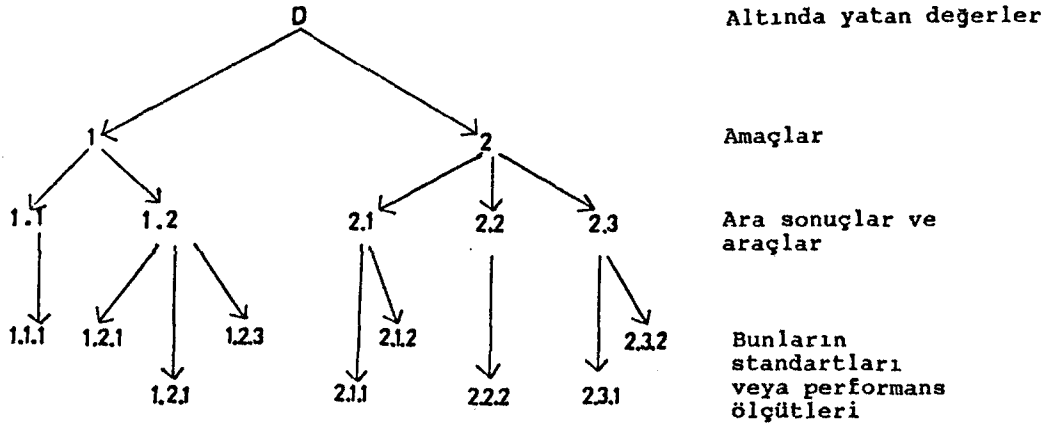 D
Altında yatan değerler
1
2
Amaçlar
1.1
1.2
2.1
2.2
2.3
Ara sonuçlar ve
araçlar
1.1.1
1.2.1
1.2.3
2.1.2
2.3.2
1.2.1
2.1.1
2.2.2
2.3.1
Bunların
standartları
veya performans
ölçütleri